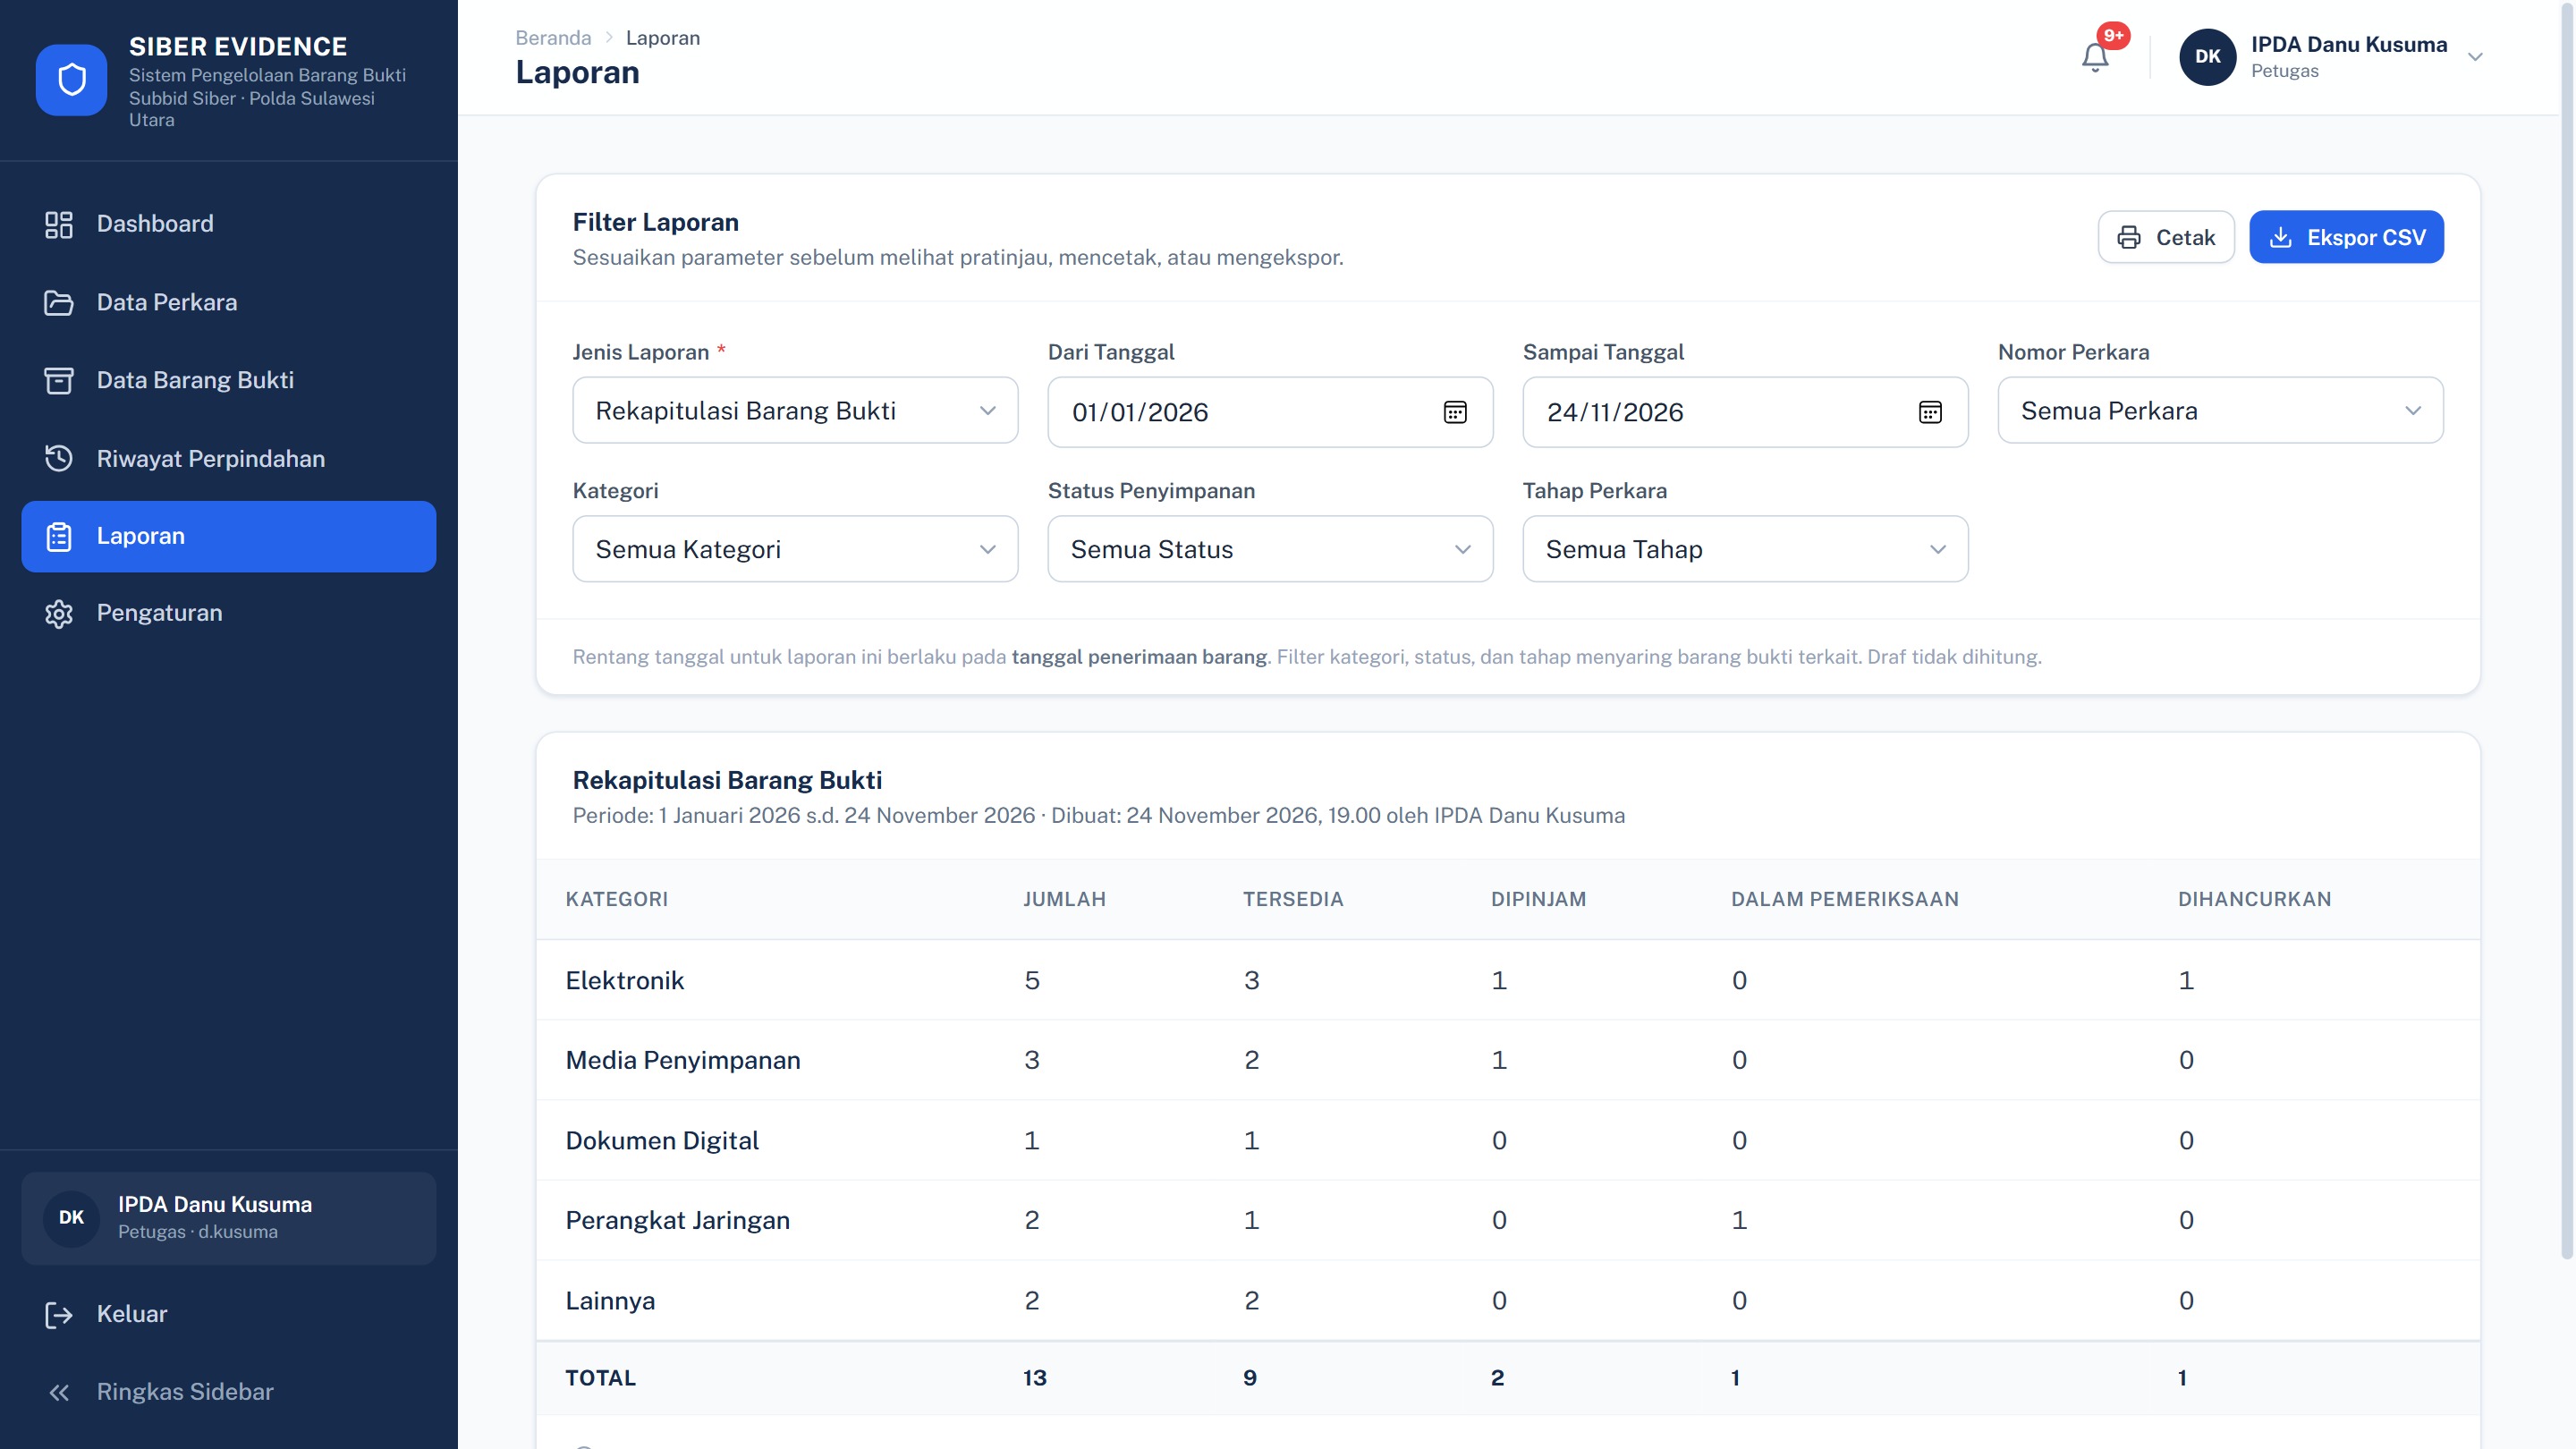 SIBER EVIDENCE
Sistem Pengelolaan Barang Bukti
Subbid Siber · Polda Sulawesi
Utara
Dashboard
Data Perkara
Data Barang Bukti
Riwayat Perpindahan
Laporan
Pengaturan
DK
IPDA Danu Kusuma
Petugas · d.kusuma
Keluar
Ringkas Sidebar
Beranda Laporan
Laporan
9+
DK
IPDA Danu Kusuma
Petugas
Filter Laporan
Sesuaikan parameter sebelum melihat pratinjau, mencetak, atau mengekspor.
Cetak
Ekspor CSV
Jenis Laporan * Dari Tanggal Sampai Tanggal Nomor Perkara
Rekapitulasi Barang Bukti 01/01/2026 24/11/2026 Semua Perkara
Kategori Status Penyimpanan Tahap Perkara
Semua Kategori Semua Status Semua Tahap
Rentang tanggal untuk laporan ini berlaku pada tanggal penerimaan barang. Filter kategori, status, dan tahap menyaring barang bukti terkait. Draf tidak dihitung.
Rekapitulasi Barang Bukti
Periode: 1 Januari 2026 s.d. 24 November 2026 · Dibuat: 24 November 2026, 19.00 oleh IPDA Danu Kusuma
KATEGORI JUMLAH TERSEDIA DIPINJAM DALAM PEMERIKSAAN DIHANCURKAN
Elektronik 5 3 1 0 1
Media Penyimpanan 3 2 1 0 0
Dokumen Digital 1 1 0 0 0
Perangkat Jaringan 2 1 0 1 0
Lainnya 2 2 0 0 0
TOTAL 13 9 2 1 1